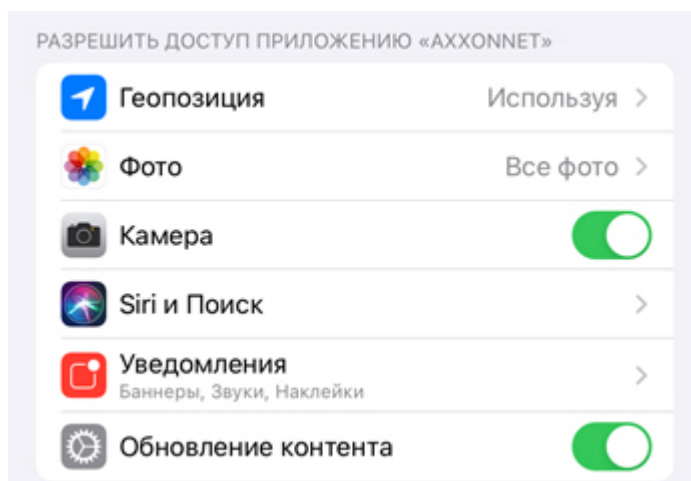 РАЗРЕШИТЬ ДОСТУП ПРИЛОЖЕНИЮ «AXXONNET»
Геопозиция Используя
Фото Все фото
Камера
Siri и Поиск
Уведомления
Баннеры, Звуки, Наклейки
Обновление контента